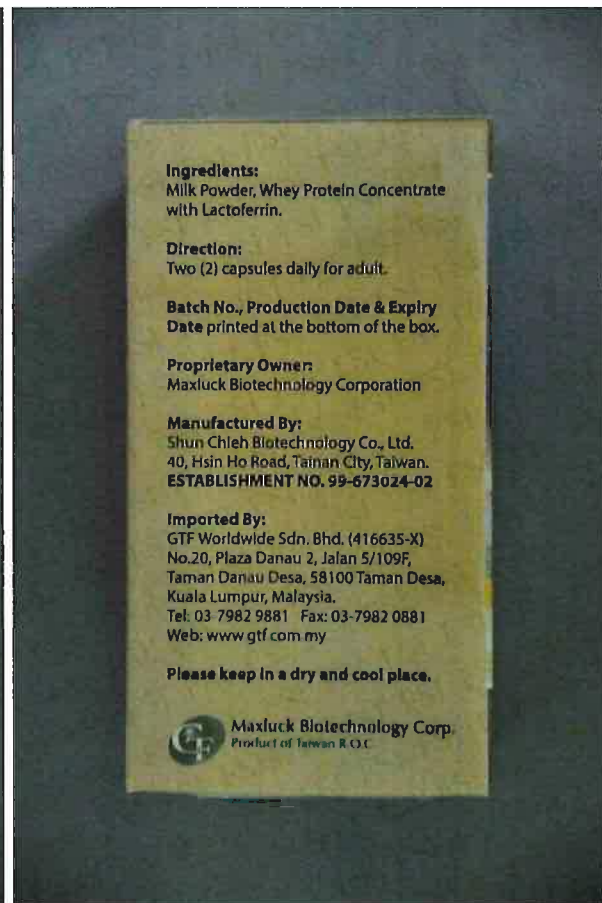 Ingredients:
Milk Powder, Whey Protein Concentrate
with Lactoferrin.
Direction:
Two (2) capsules daily for adult.
Batch No., Production Date & Expiry
Date printed at the bottom of the box.
Proprietary Owner:
Maxluck Biotechnology Corporation
Manufactured By:
Shun Chieh Biotechnology Co., Ltd.
40, Hsin Ho Road, Tainan City, Taiwan.
ESTABLISHMENT NO. 99-673024-02
Imported By:
GTF Worldwide Sdn. Bhd. (416635-X)
No.20, Plaza Danau 2, Jalan 5/109F,
Taman Danau Desa, 58100 Taman Desa,
Kuala Lumpur, Malaysia.
Tel: 03-7982 9881 Fax: 03-7982 0881
Web: www.gtf.com.my
Please keep in a dry and cool place.
GTF
Maxluck Biotechnology Corp.
Product of Taiwan R.O.C